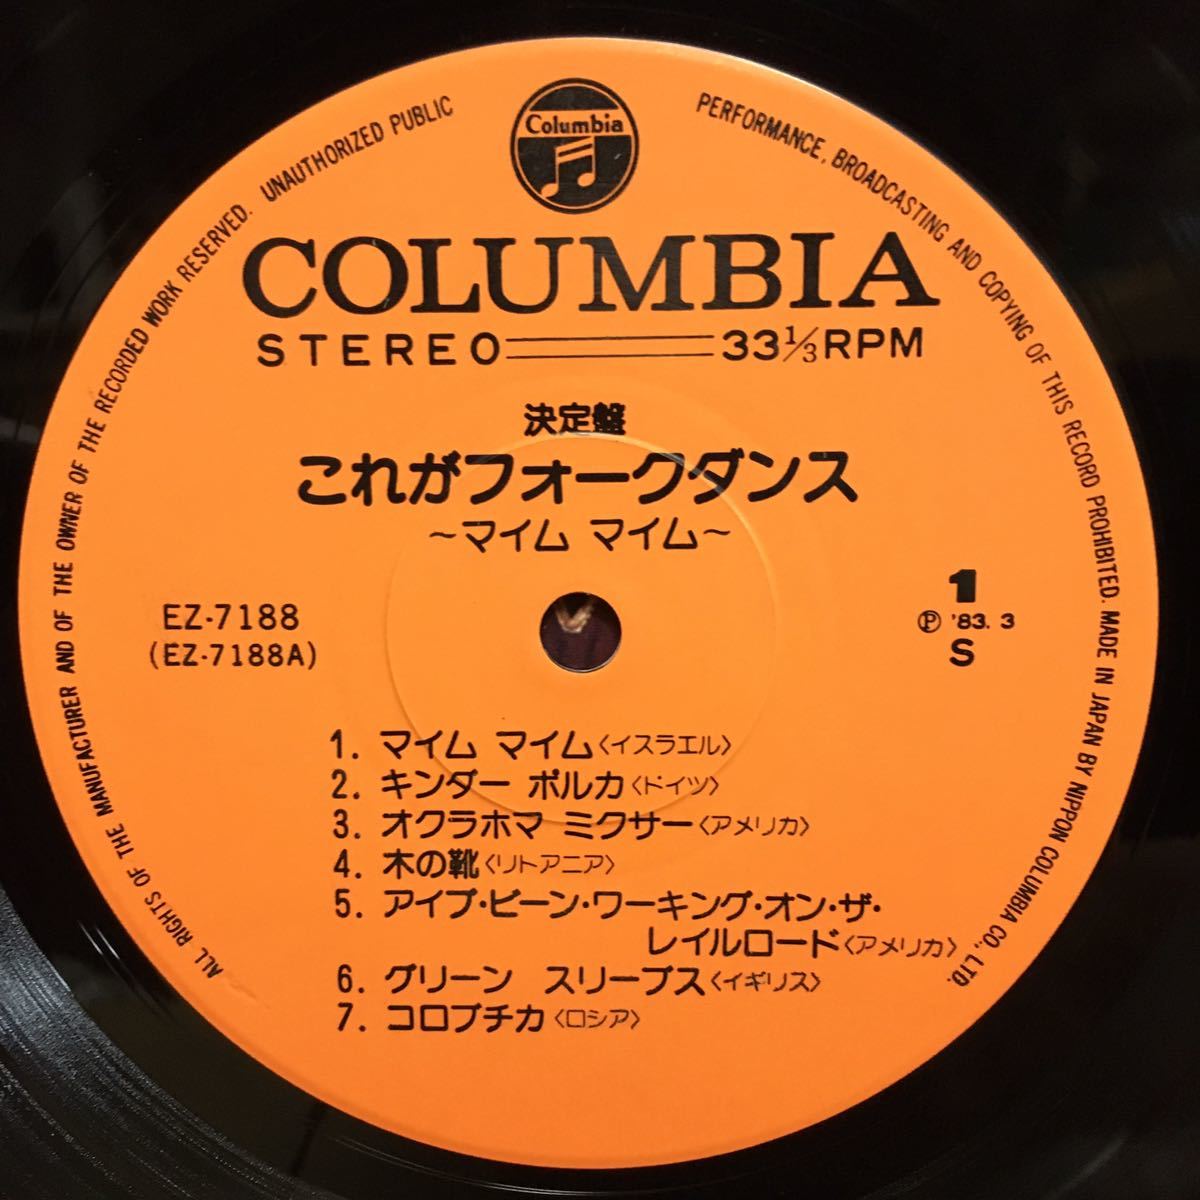 ALL RIGHTS OF THE MANUFACTURER AND OF THE OWNER OF THE RECORDED WORK RESERVED. UNAUTHORIZED PUBLIC PERFORMANCE, BROADCASTING AND COPYING OF THIS RECORD PROHIBITED. MADE IN JAPAN BY NIPPON COLUMBIA CO., LTD.
Columbia
COLUMBIA
STEREO 33 1/3 RPM
決定盤
これがフォークダンス
~マイム マイム~
EZ-7188
(EZ-7188A)
1
Ⓟ '83. 3
S
1. マイム マイム〈イスラエル〉
2. キンダー ポルカ〈ドイツ〉
3. オクラホマ ミクサー〈アメリカ〉
4. 木の靴〈リトアニア〉
5. アイブ・ビーン・ワーキング・オン・ザ・
レイルロード〈アメリカ〉
6. グリーン スリーブス〈イギリス〉
7. コロブチカ〈ロシア〉